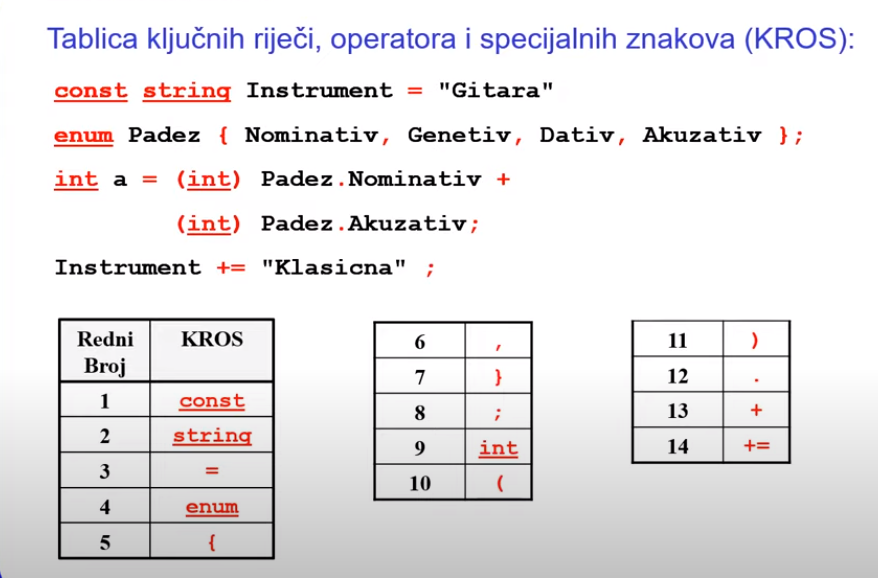 Tablica ključnih riječi, operatora i specijalnih znakova (KROS):
const string Instrument = "Gitara"
enum Padez { Nominativ, Genetiv, Dativ, Akuzativ };
int a = (int) Padez.Nominativ +
(int) Padez.Akuzativ;
Instrument += "Klasicna" ;
Redni Broj KROS
1 const
2 string
3 =
4 enum
5 {
6 ,
7 }
8 ;
9 int
10 (
11 )
12 .
13 +
14 +=